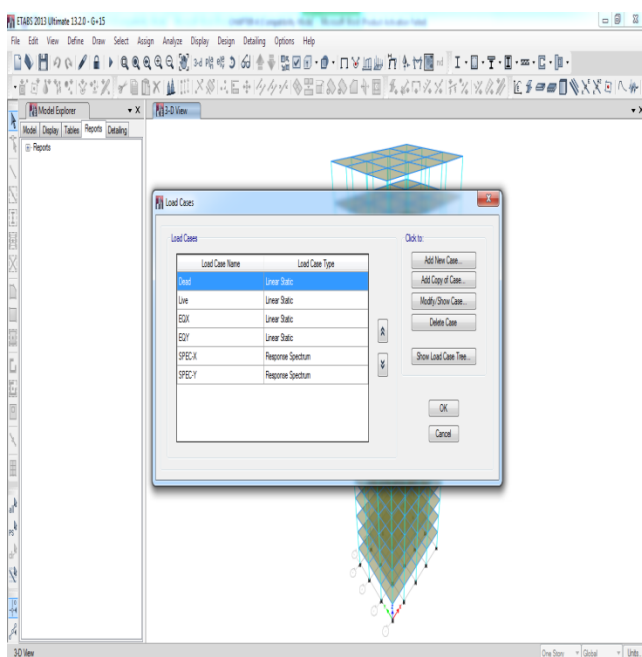 ETABS 2013 Ultimate 13.2.0 - G+15
File Edit View Define Draw Select Assign Analyze Display Design Detailing Options Help
Model Explorer
3-D View
Model Display Tables Reports Detailing
Reports
Load Cases
Load Cases
Click to:
Load Case Name Load Case Type
Dead Linear Static
Live Linear Static
EQX Linear Static
EQY Linear Static
SPEC-X Response Spectrum
SPEC-Y Response Spectrum
Add New Case...
Add Copy of Case...
Modify/Show Case...
Delete Case
Show Load Case Tree...
OK
Cancel
3-D View
One Story Global Units...